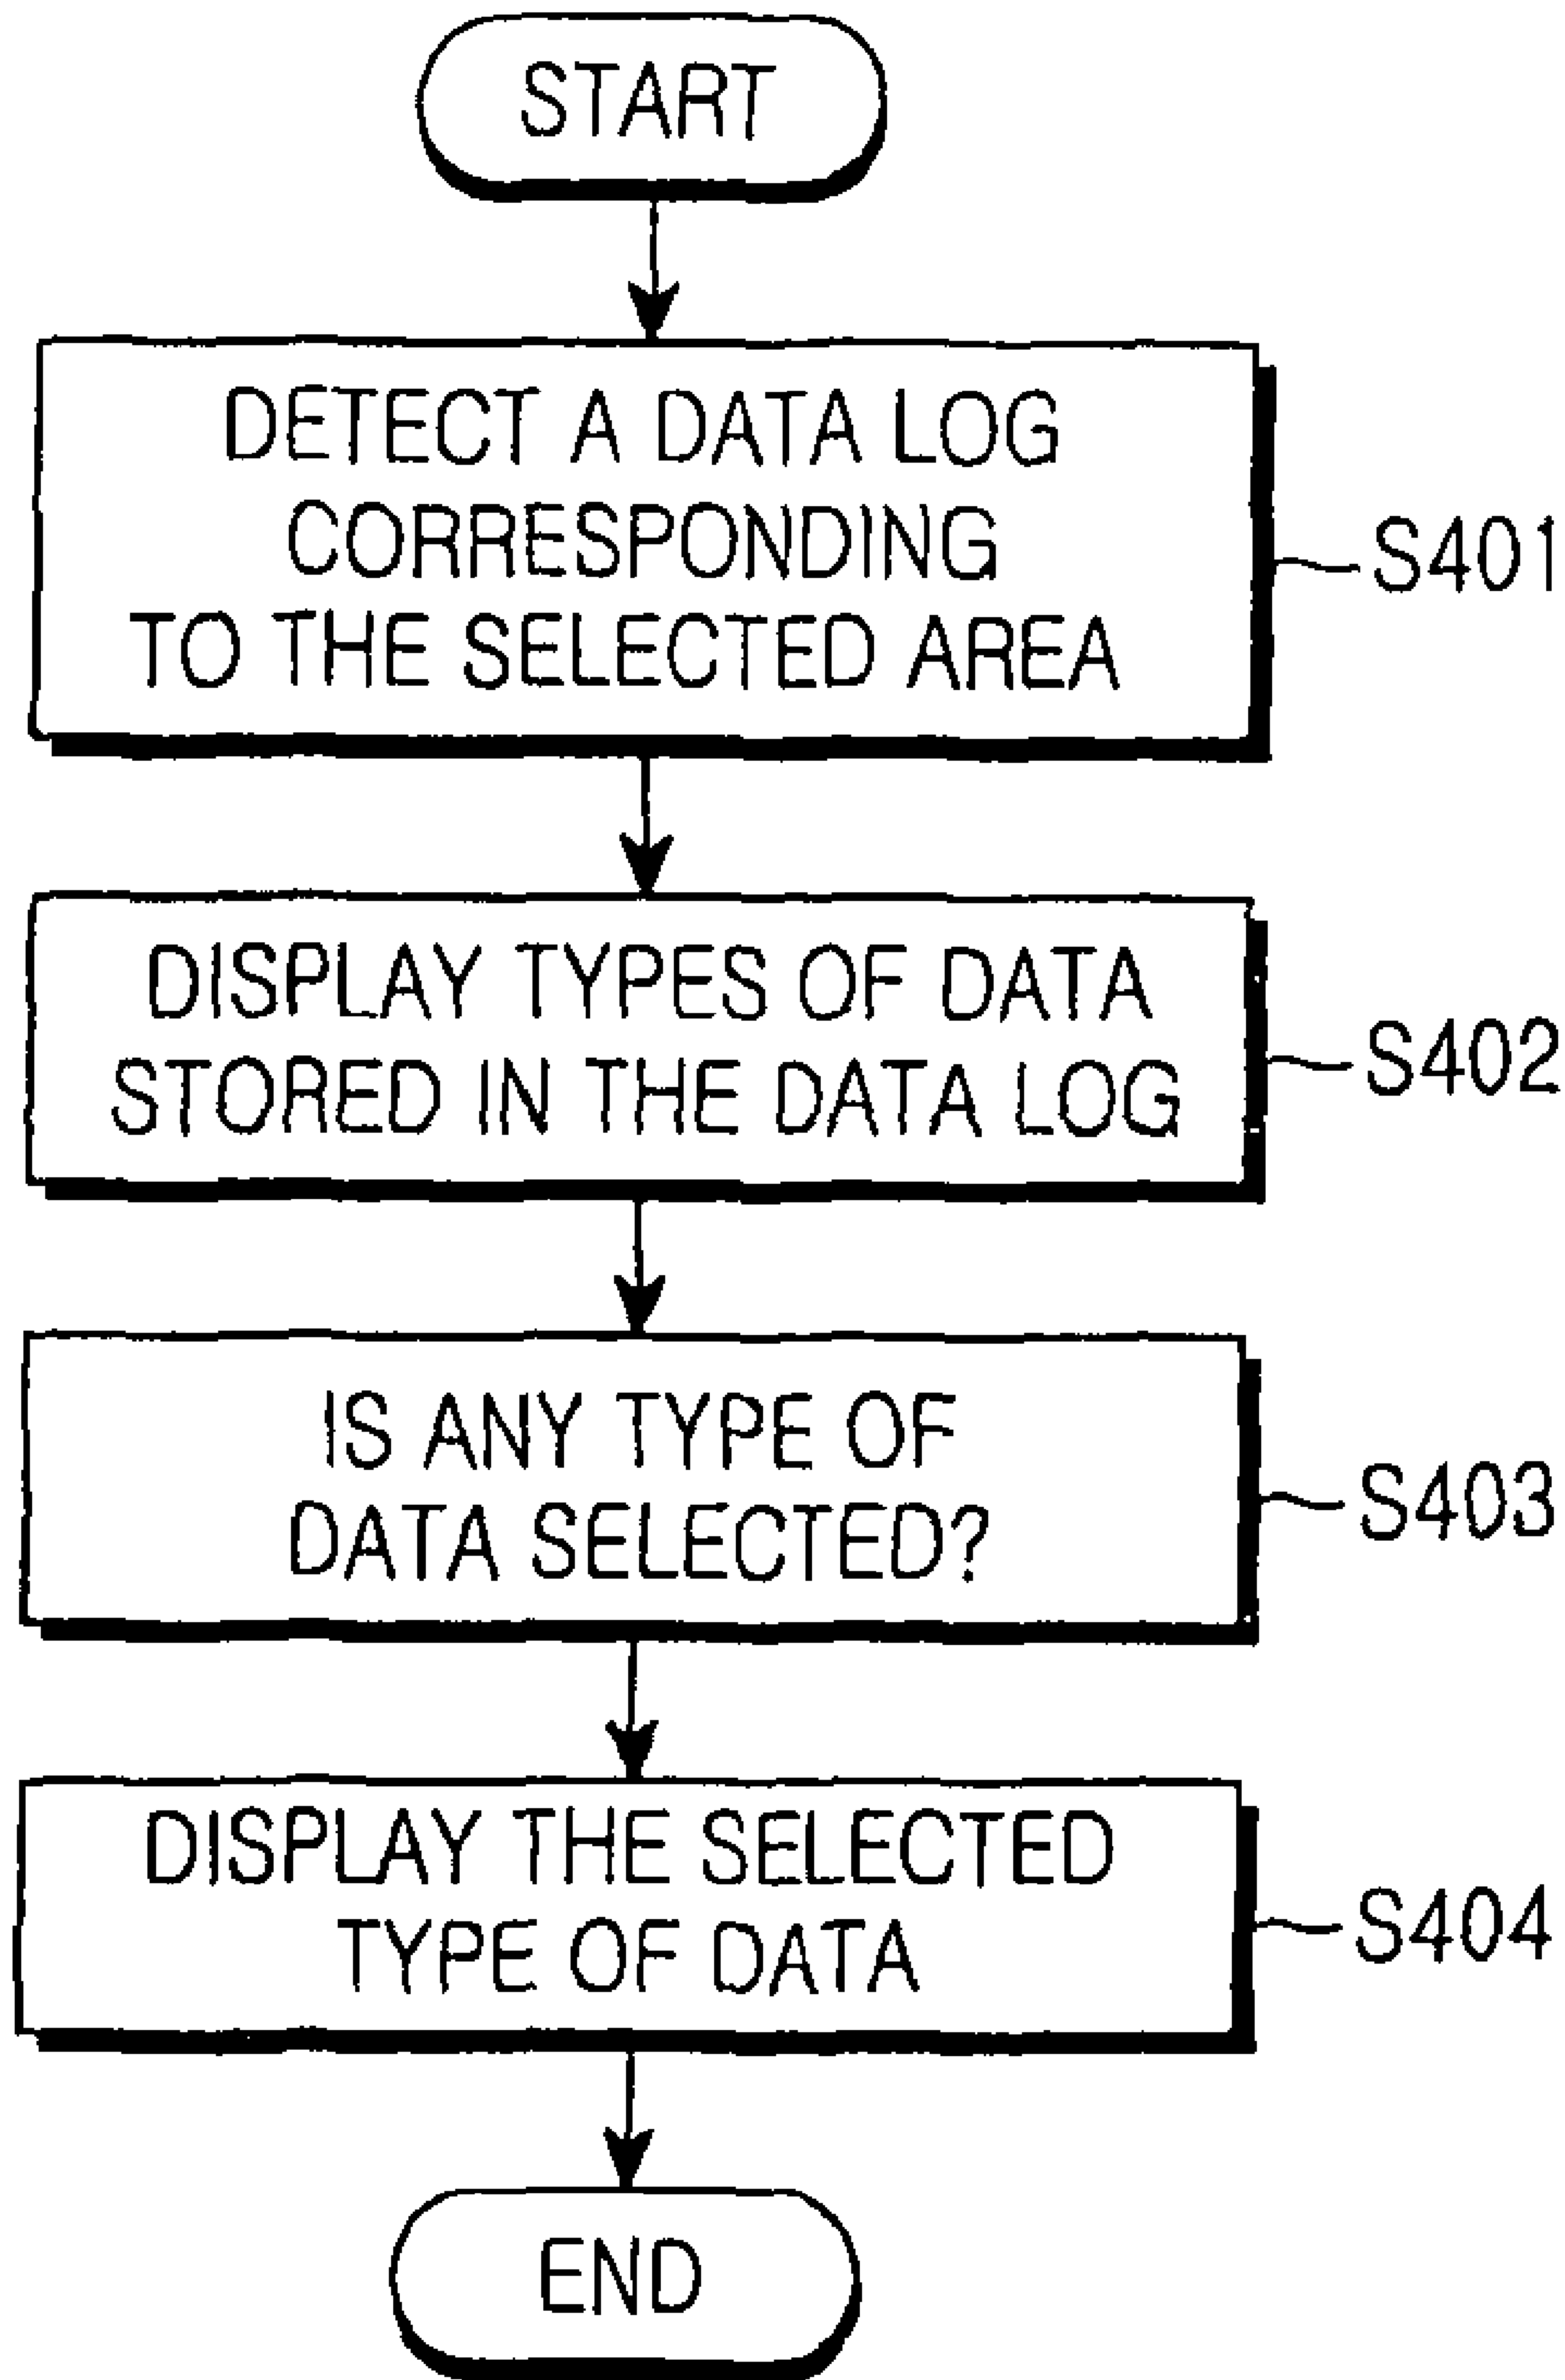 START
DETECT A DATA LOG
CORRESPONDING
TO THE SELECTED AREA
S401
DISPLAY TYPES OF DATA
STORED IN THE DATA LOG
S402
IS ANY TYPE OF
DATA SELECTED?
S403
DISPLAY THE SELECTED
TYPE OF DATA
S404
END